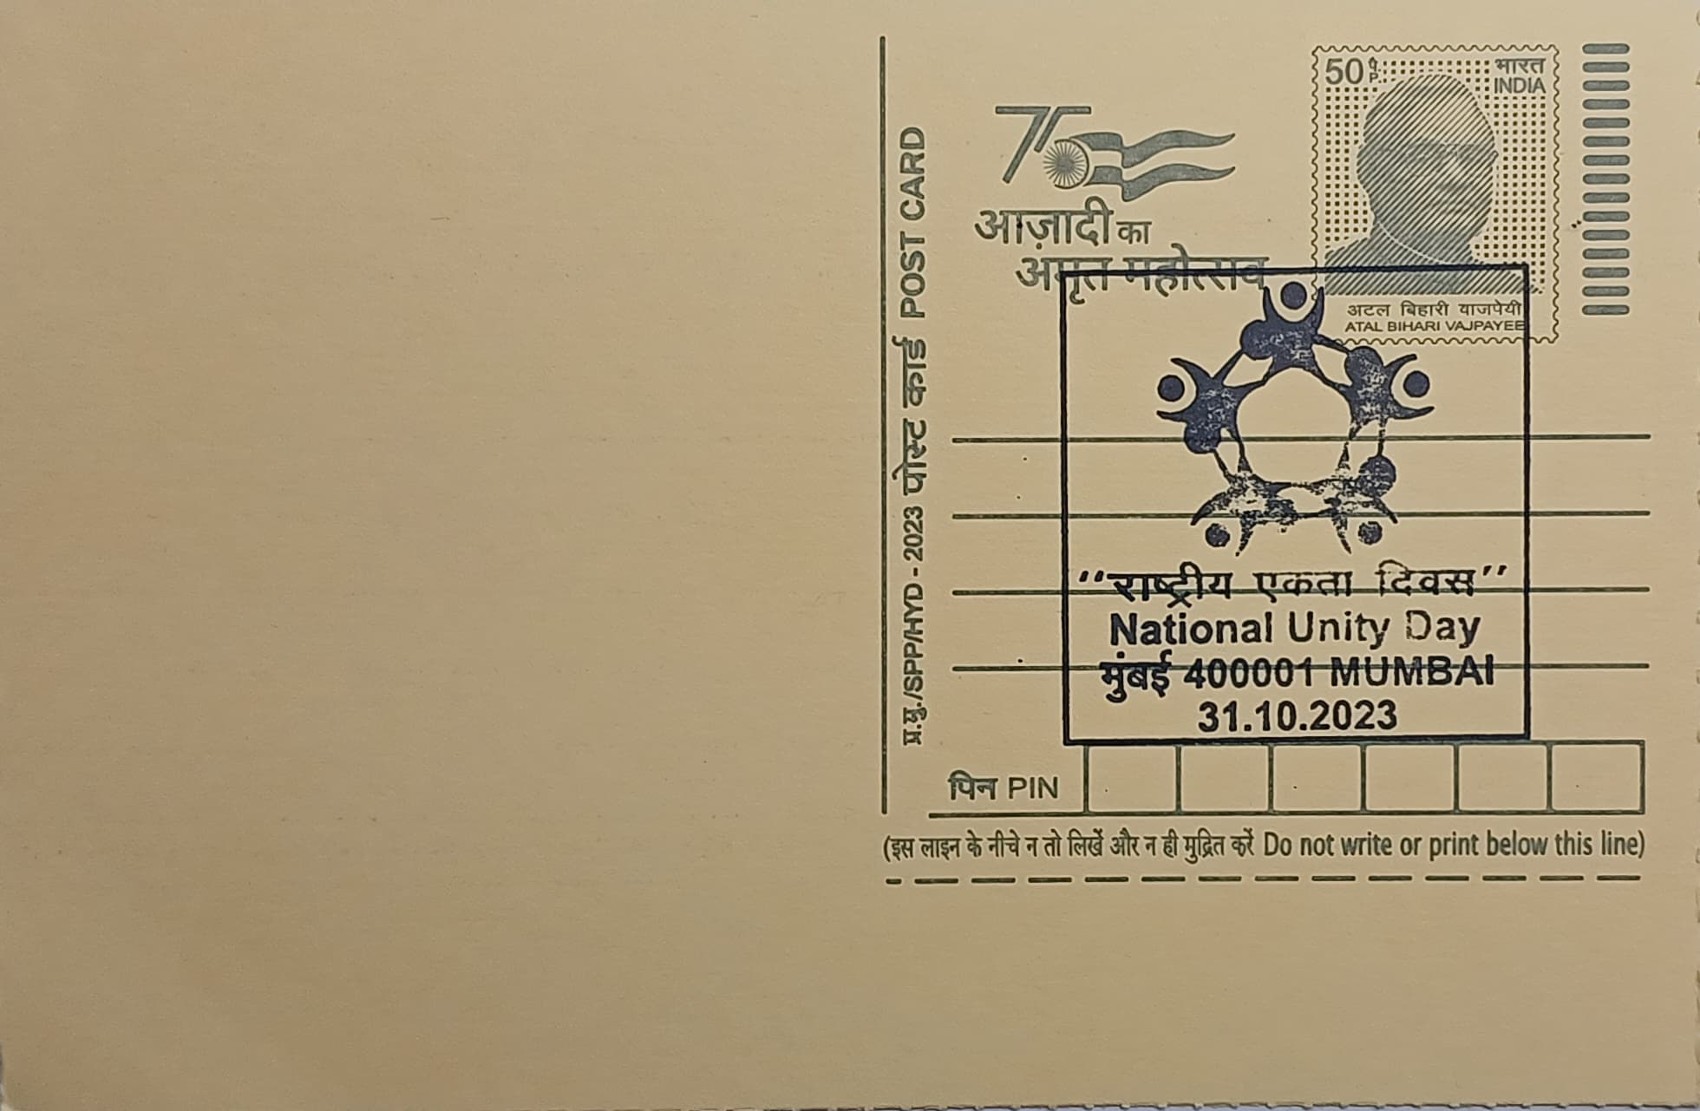 प्र.मु./SPP/HYD - 2023 पोस्ट कार्ड POST CARD
75
आज़ादी का
अमृत महोत्सव
50 पै. P.
भारत
INDIA
अटल बिहारी वाजपेयी
ATAL BIHARI VAJPAYEE
“राष्ट्रीय एकता दिवस”
National Unity Day
मुंबई 400001 MUMBAI
31.10.2023
पिन PIN
(इस लाइन के नीचे न तो लिखें और न ही मुद्रित करें Do not write or print below this line)